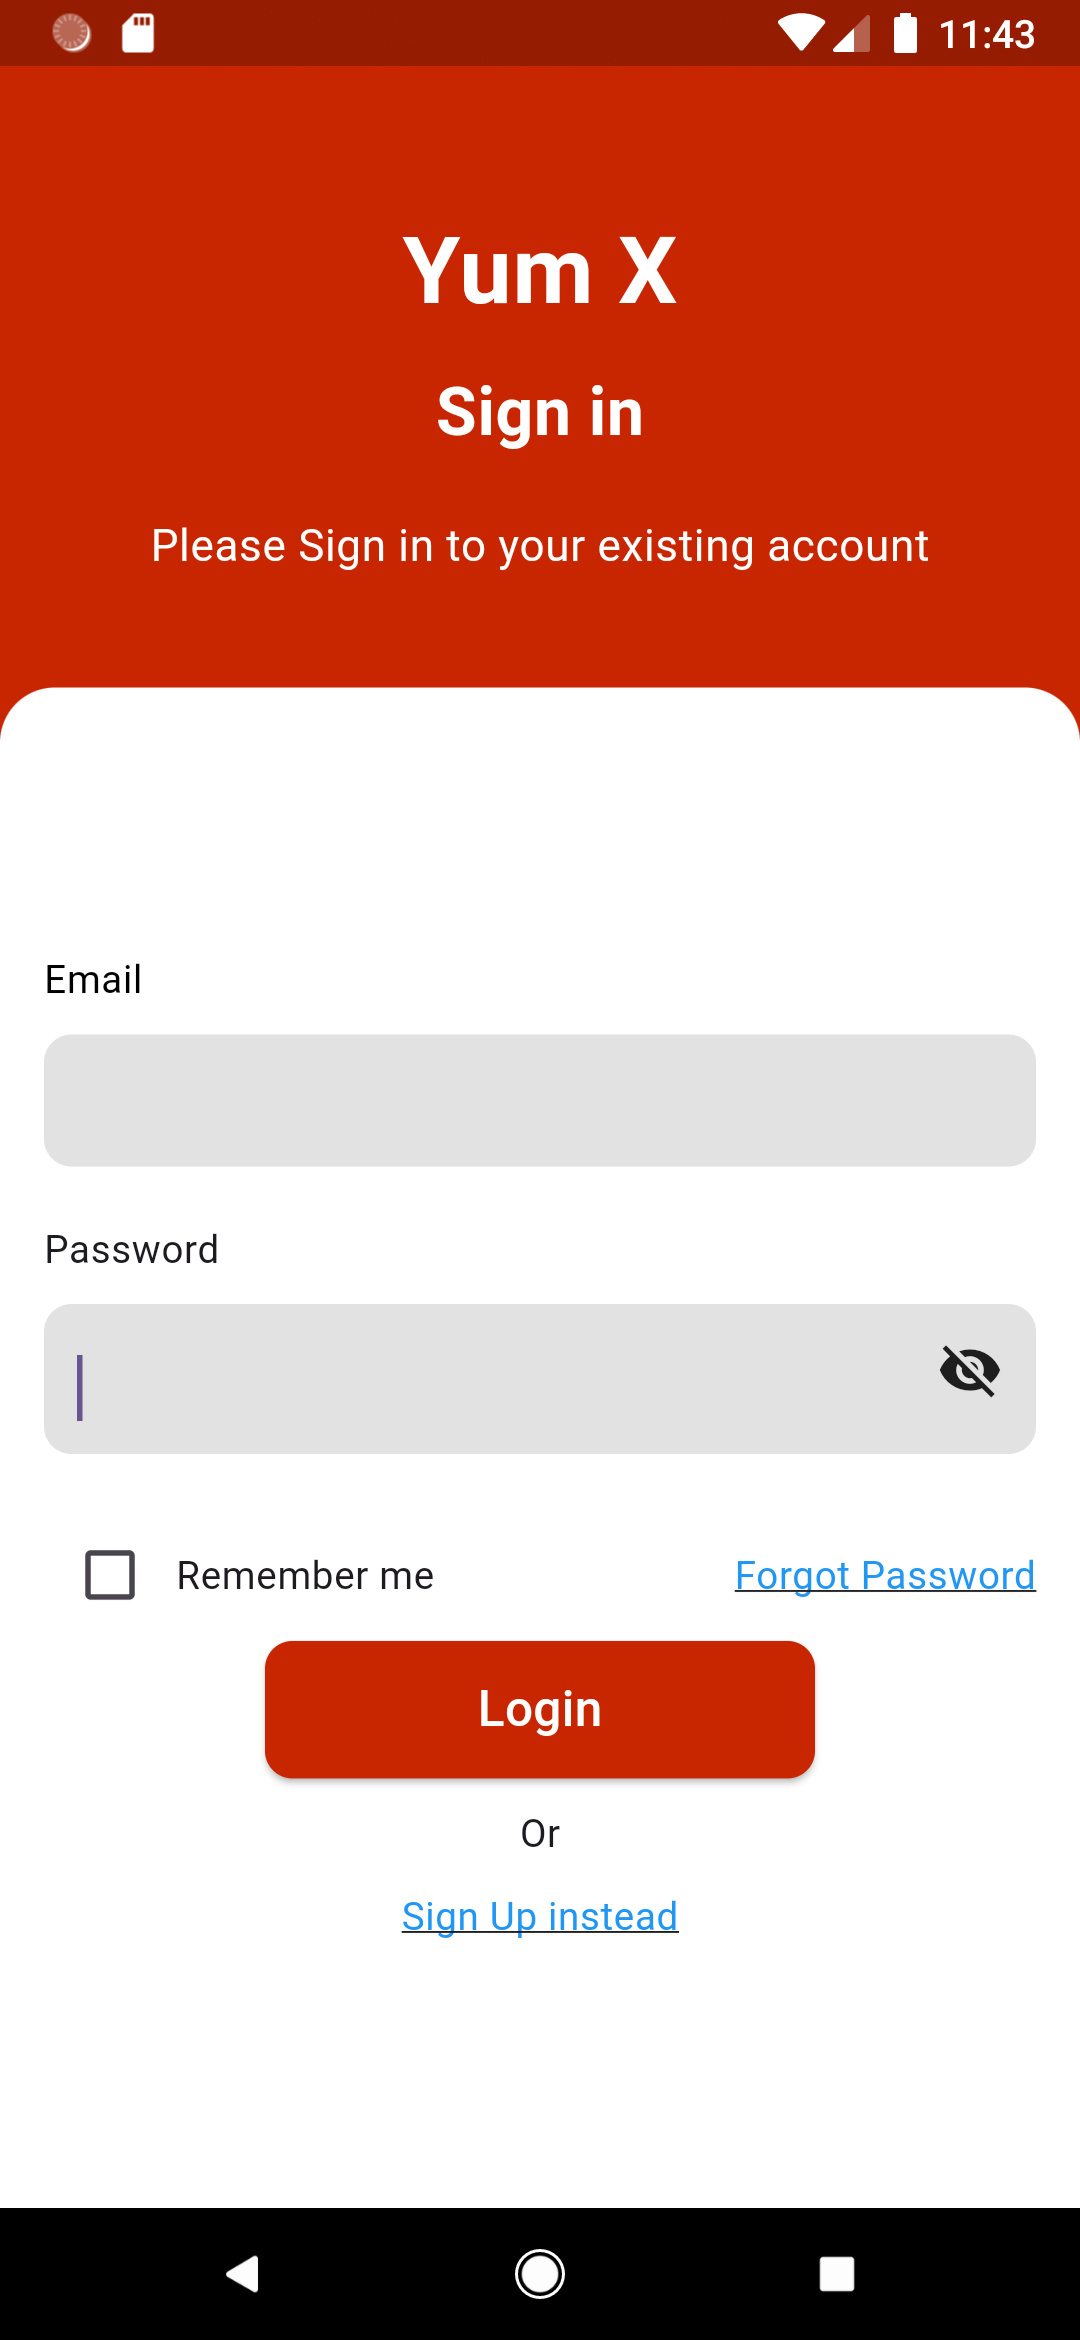 11:43
Yum X
Sign in
Please Sign in to your existing account
Email
Password
Remember me
Forgot Password
Login
Or
Sign Up instead